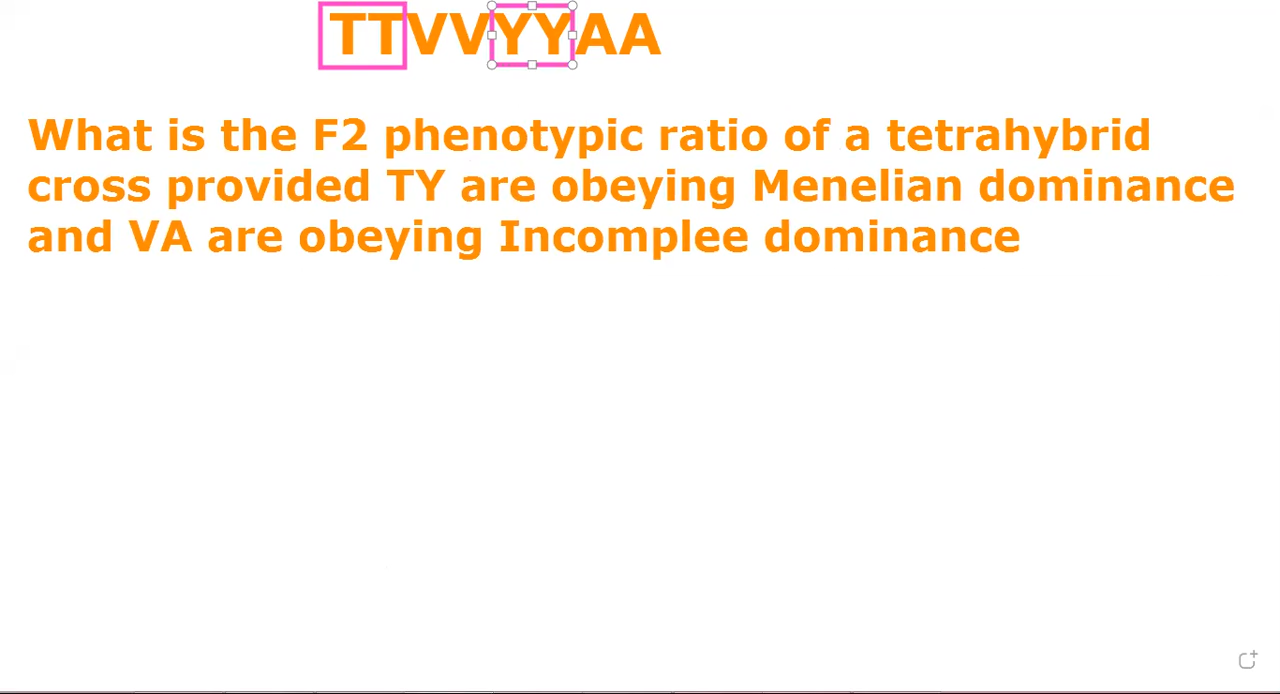 TTVVYYAA
What is the F2 phenotypic ratio of a tetrahybrid
cross provided TY are obeying Menelian dominance
and VA are obeying Incomplee dominance